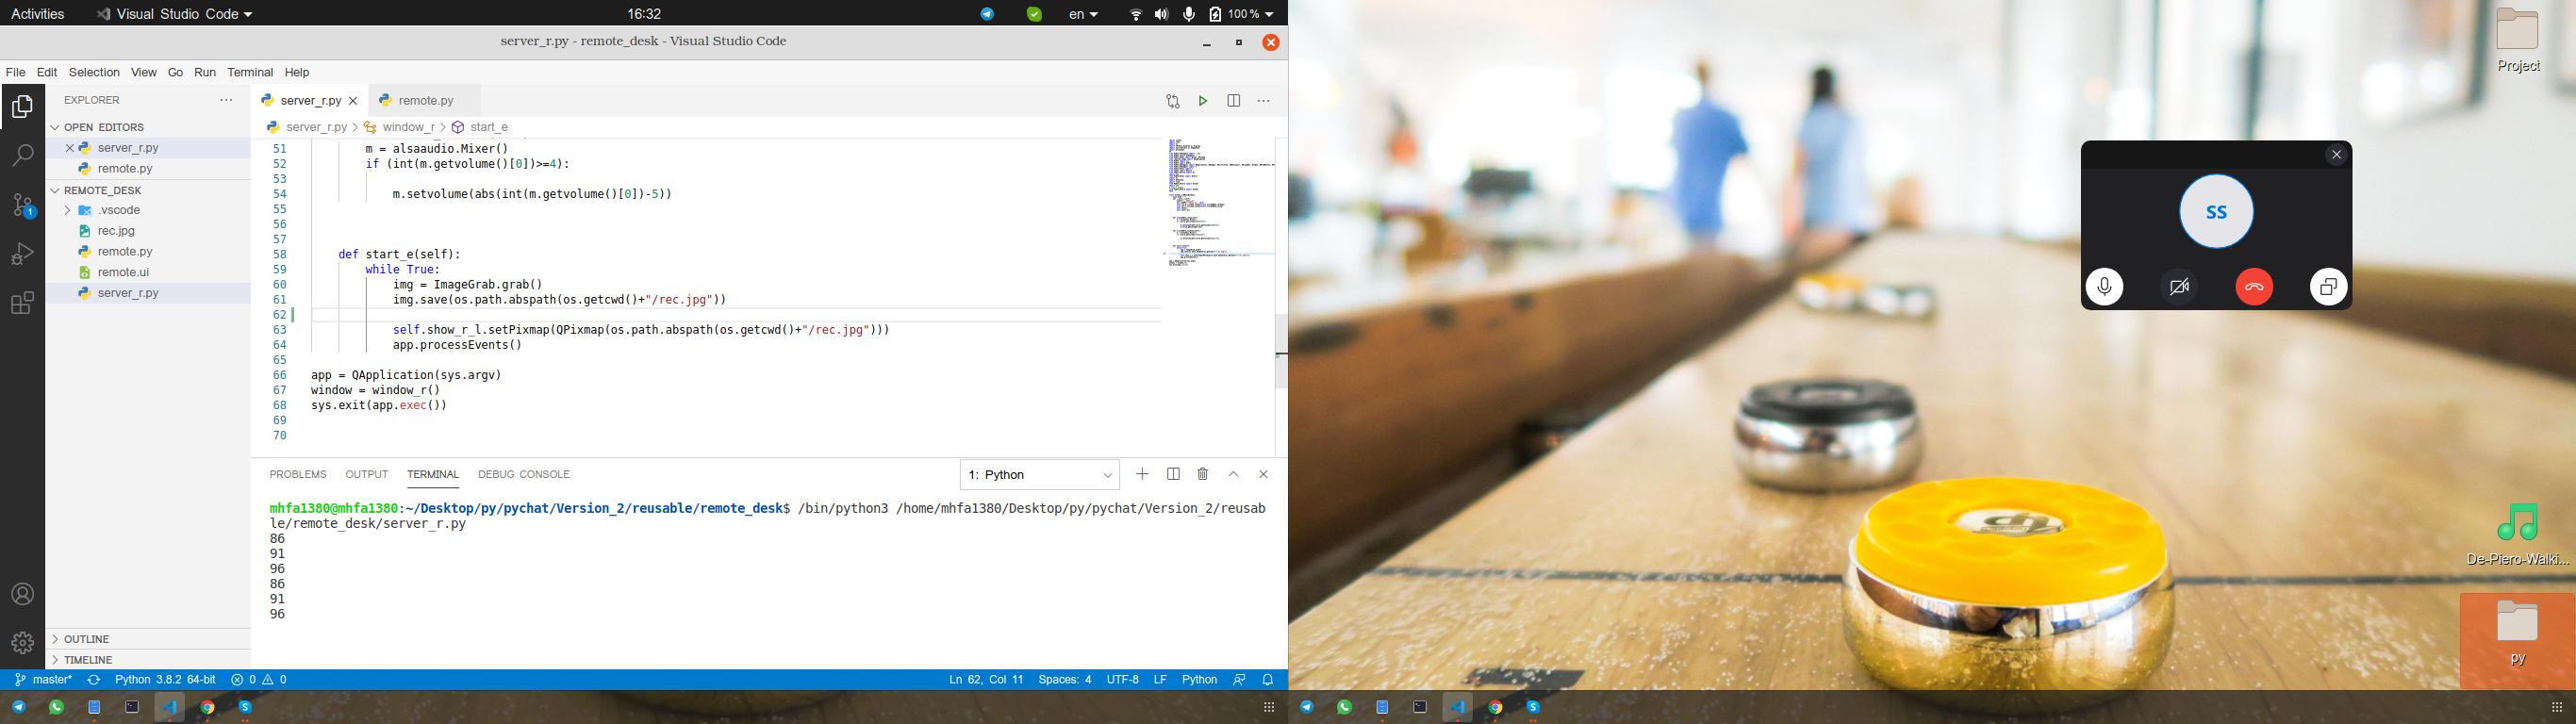 Activities
Visual Studio Code
16:32
en
100 %
server_r.py - remote_desk - Visual Studio Code
File Edit Selection View Go Run Terminal Help
EXPLORER
OPEN EDITORS
server_r.py
remote.py
REMOTE_DESK
.vscode
rec.jpg
remote.py
remote.ui
server_r.py
OUTLINE
TIMELINE
1
server_r.py
remote.py
server_r.py > window_r > start_e
51 m = alsaaudio.Mixer()
52 if (int(m.getvolume()[0])>=4):
53
54 m.setvolume(abs(int(m.getvolume()[0])-5))
55
56
57
58 def start_e(self):
59 while True:
60 img = ImageGrab.grab()
61 img.save(os.path.abspath(os.getcwd()+"/rec.jpg"))
62
63 self.show_r_l.setPixmap(QPixmap(os.path.abspath(os.getcwd()+"/rec.jpg")))
64 app.processEvents()
65
66 app = QApplication(sys.argv)
67 window = window_r()
68 sys.exit(app.exec())
69
70
PROBLEMS OUTPUT TERMINAL DEBUG CONSOLE
1: Python
mhfa1380@mhfa1380:~/Desktop/py/pychat/Version_2/reusable/remote_desk$ /bin/python3 /home/mhfa1380/Desktop/py/pychat/Version_2/reusab
le/remote_desk/server_r.py
86
91
96
86
91
96
master* Python 3.8.2 64-bit 0 0 Ln 62, Col 11 Spaces: 4 UTF-8 LF Python
Project
SS
De-Piero-Walki...
py